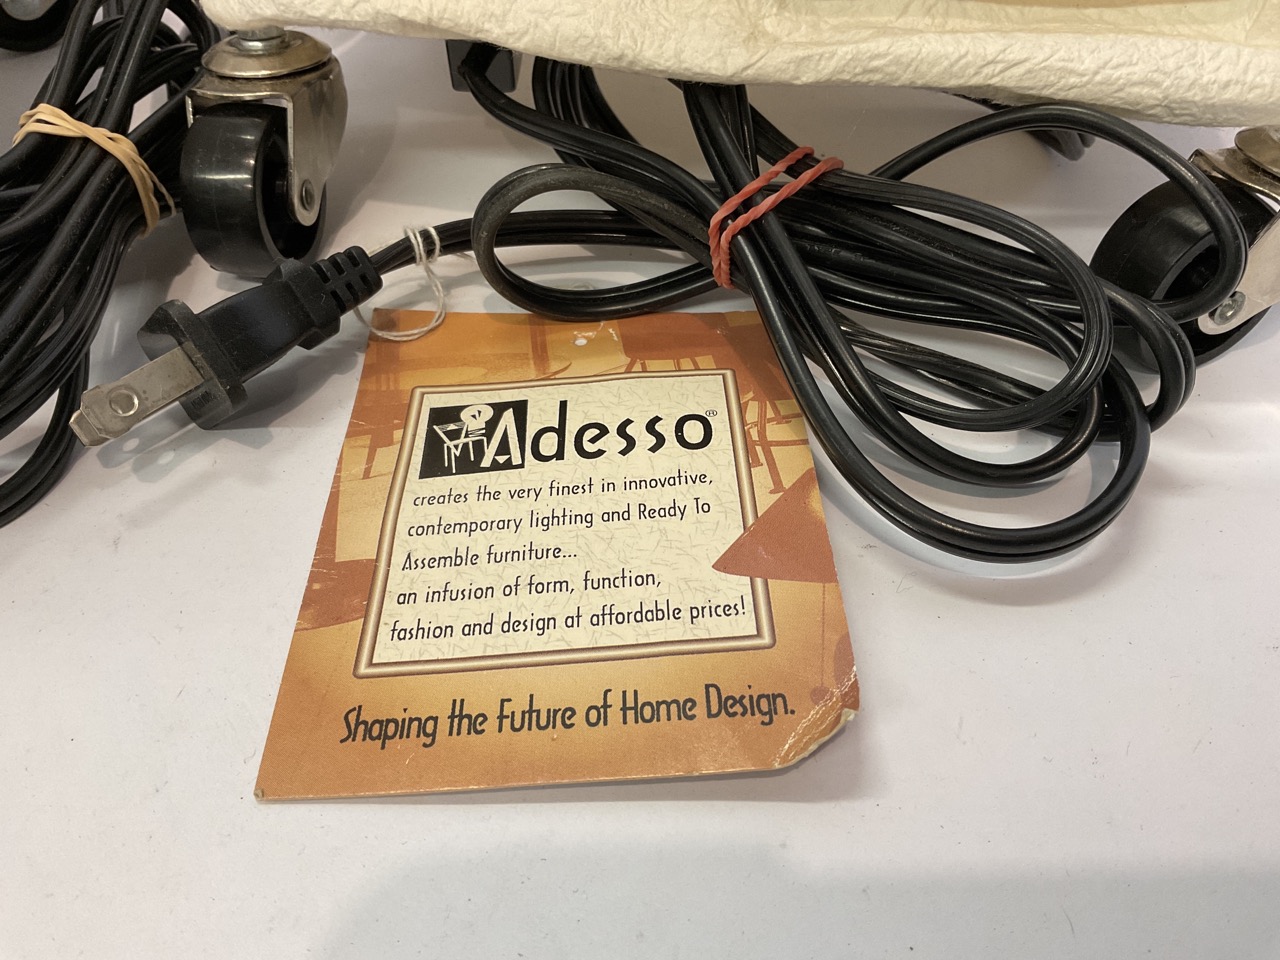 Adesso®
creates the very finest in innovative,
contemporary lighting and Ready To
Assemble furniture...
an infusion of form, function,
fashion and design at affordable prices!
Shaping the Future of Home Design.